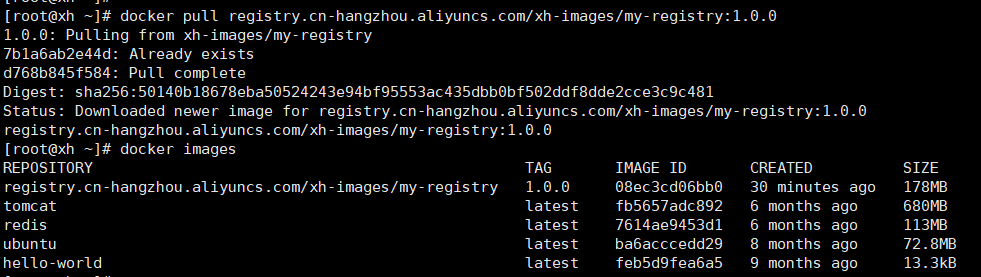 [root@xh ~]# docker pull registry.cn-hangzhou.aliyuncs.com/xh-images/my-registry:1.0.0
1.0.0: Pulling from xh-images/my-registry
7b1a6ab2e44d: Already exists
d768b845f584: Pull complete
Digest: sha256:50140b18678eba50524243e94bf95553ac435dbb0bf502ddf8dde2cce3c9c481
Status: Downloaded newer image for registry.cn-hangzhou.aliyuncs.com/xh-images/my-registry:1.0.0
registry.cn-hangzhou.aliyuncs.com/xh-images/my-registry:1.0.0
[root@xh ~]# docker images
REPOSITORY TAG IMAGE ID CREATED SIZE
registry.cn-hangzhou.aliyuncs.com/xh-images/my-registry 1.0.0 08ec3cd06bb0 30 minutes ago 178MB
tomcat latest fb5657adc892 6 months ago 680MB
redis latest 7614ae9453d1 6 months ago 113MB
ubuntu latest ba6acccedd29 8 months ago 72.8MB
hello-world latest feb5d9fea6a5 9 months ago 13.3kB